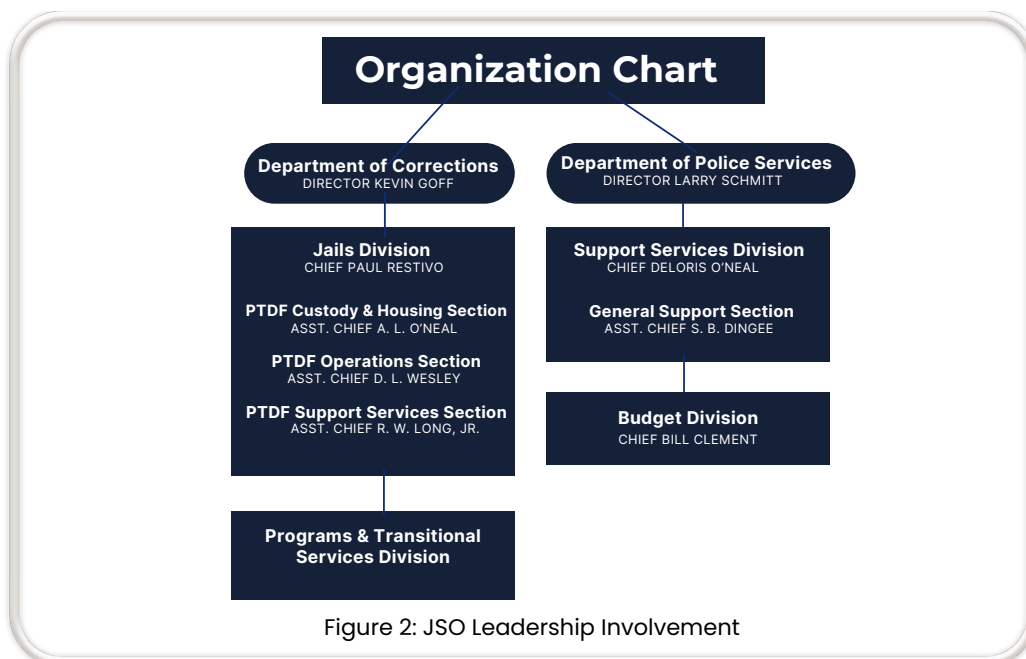 Organization Chart
Department of Corrections
DIRECTOR KEVIN GOFF
Jails Division
CHIEF PAUL RESTIVO
PTDF Custody & Housing Section
ASST. CHIEF A. L. O'NEAL
PTDF Operations Section
ASST. CHIEF D. L. WESLEY
PTDF Support Services Section
ASST. CHIEF R. W. LONG, JR.
Programs & Transitional
Services Division
Department of Police Services
DIRECTOR LARRY SCHMITT
Support Services Division
CHIEF DELORIS O’NEAL
General Support Section
ASST. CHIEF S. B. DINGEE
Budget Division
CHIEF BILL CLEMENT
Figure 2: JSO Leadership Involvement